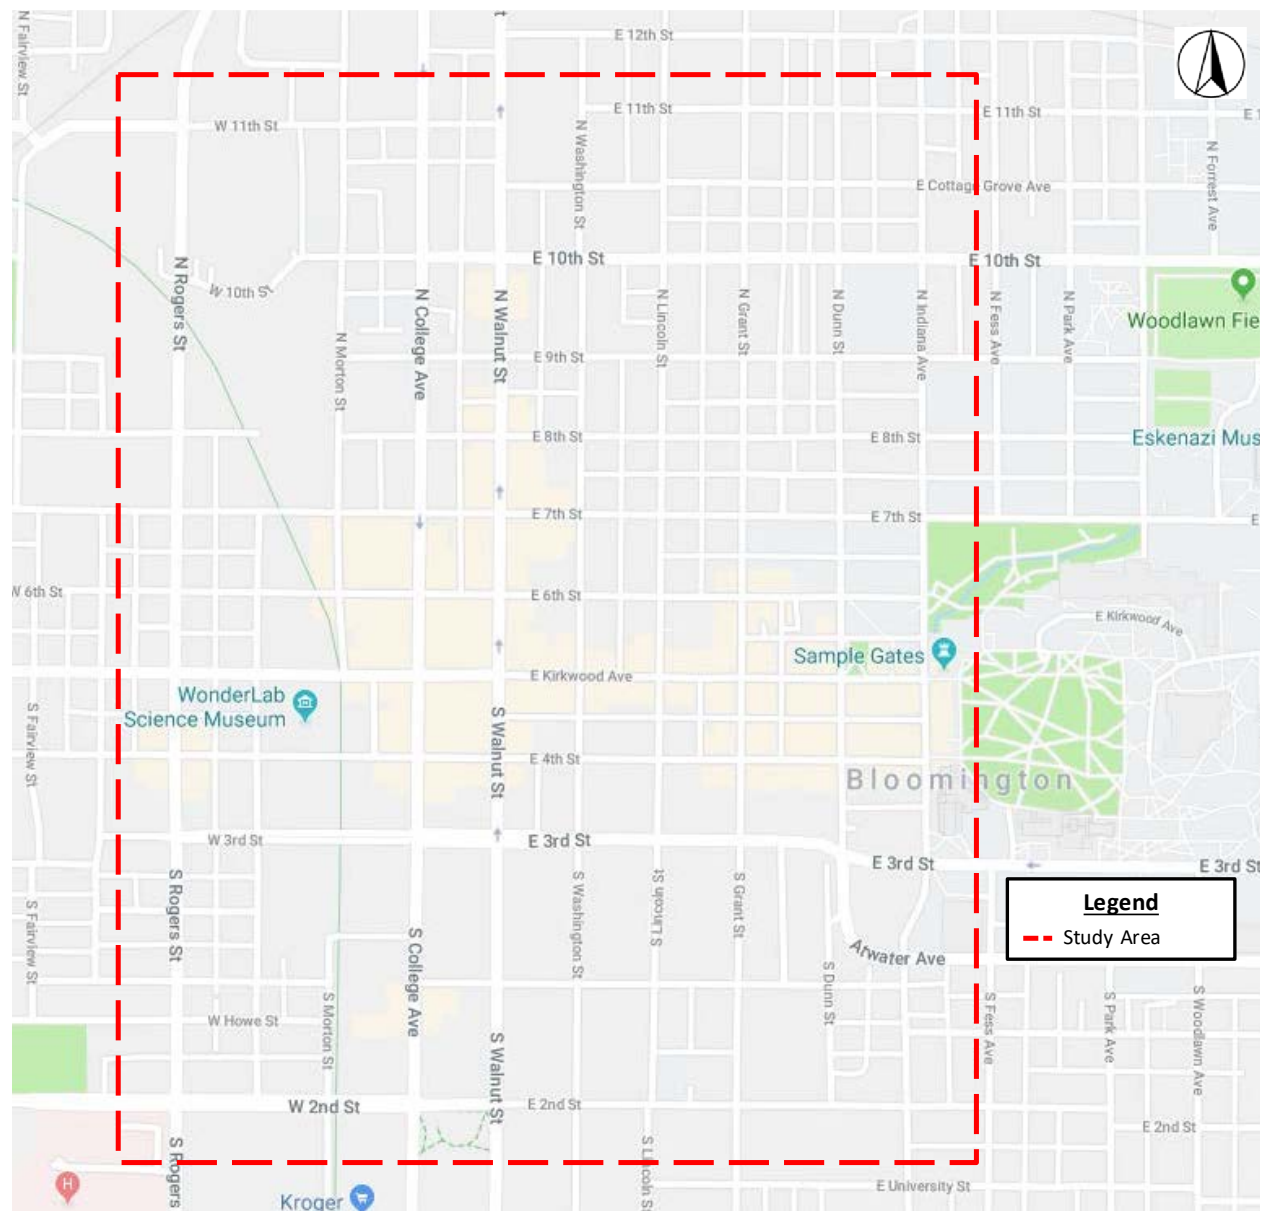 N Fairview St
t
E 12th St
E 11th St
E 11th St
E 1
W 11th St
N Washington St
N Forrest Ave
E Cottage Grove Ave
E 10th St
E 10th St
N Rogers St
W 10th St
N College Ave
N Walnut St
N Lincoln St
N Grant St
N Dunn St
N Indiana Ave
N Fess Ave
N Park Ave
Woodlawn Fie
N Morton St
E 9th St
E 8th St
E 8th St
Eskenazi Mus
E 7th St
E 7th St
E
W 6th St
E 6th St
E Kirkwood Ave
Sample Gates
E Kirkwood Ave
WonderLab
Science Museum
S Fairview St
S Walnut St
E 4th St
Bloomington
W 3rd St
E 3rd St
E 3rd St
E 3rd St
S Rogers St
S Washington St
S Lincoln St
S Grant St
Legend
Study Area
S Fairview St
S College Ave
Atwater Ave
S Dunn St
W Howe St
S Morton St
S Fess Ave
S Park Ave
S Woodlawn Ave
S Walnut St
W 2nd St
E 2nd St
E 2nd St
S Rogers
S Lincoln St
H
Kroger
E University St